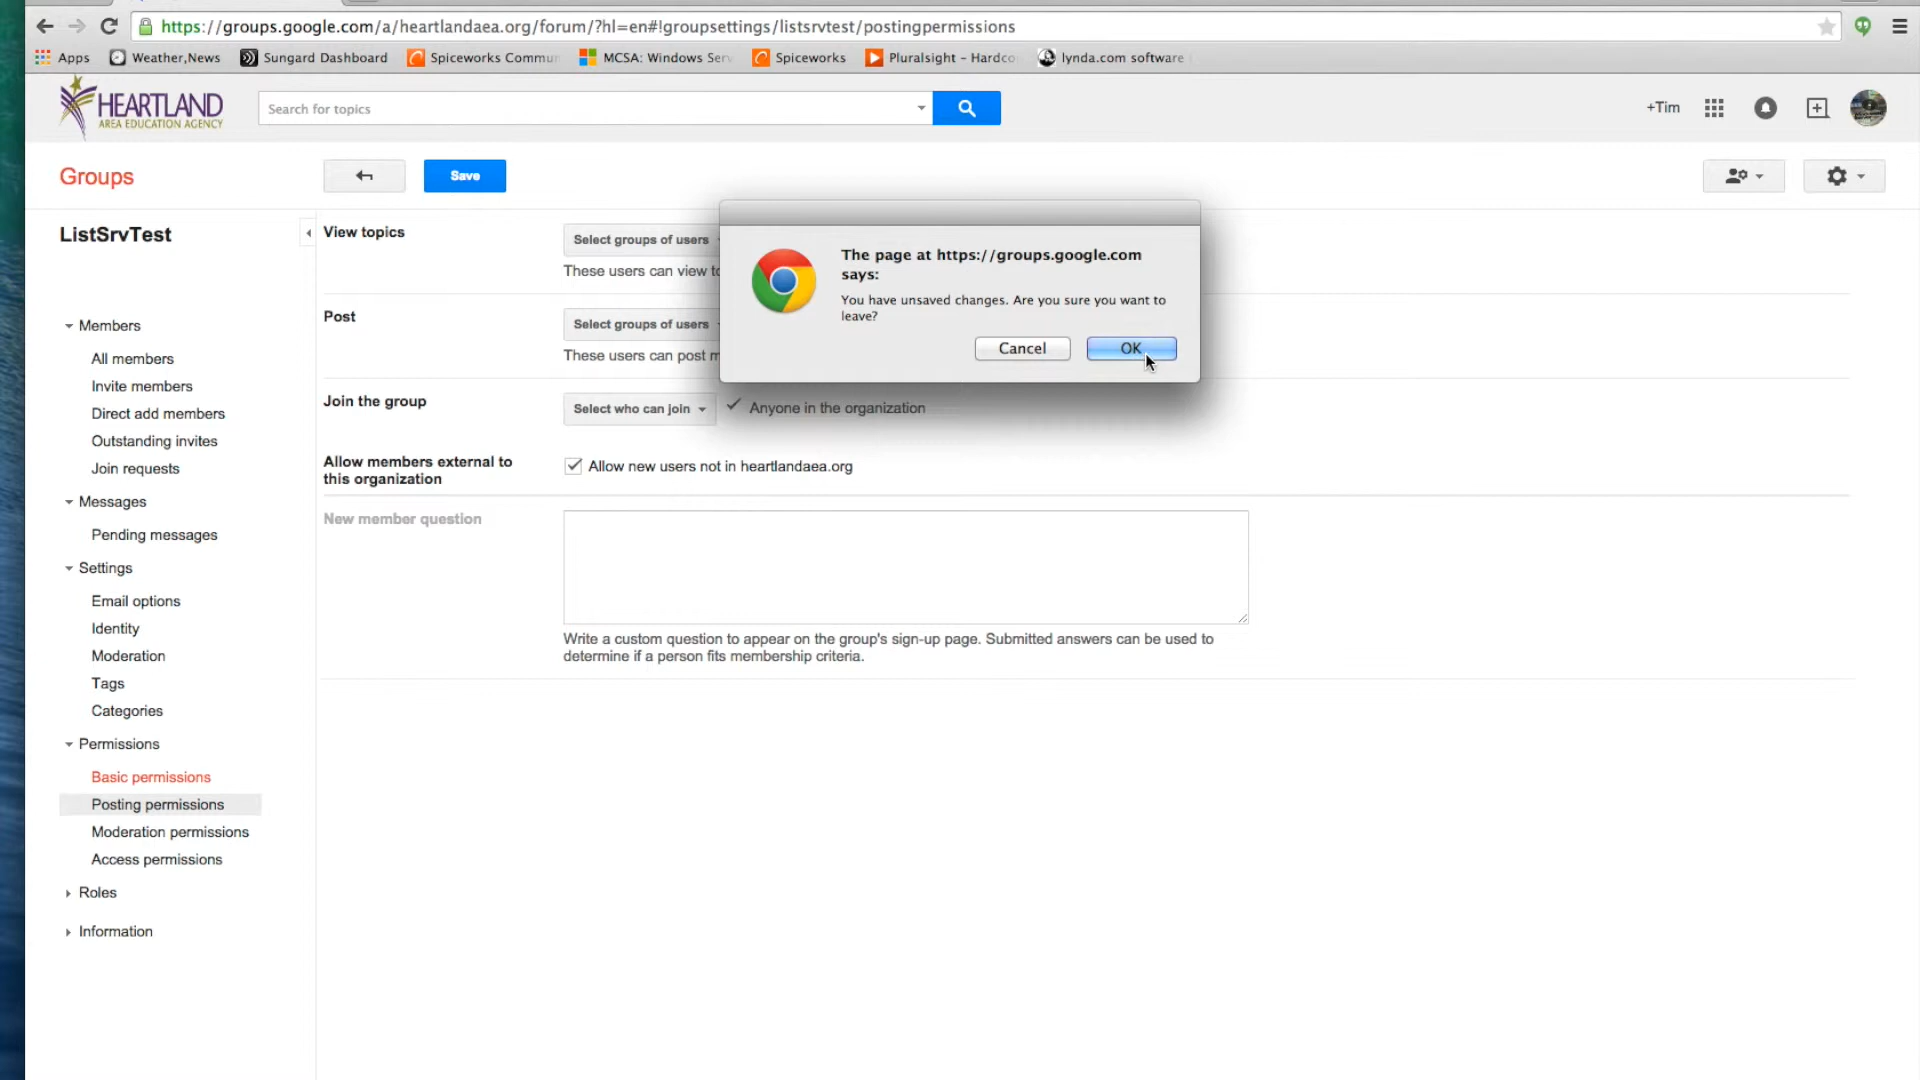 https://groups.google.com/a/heartlandaea.org/forum/?hl=en#!groupsettings/listsrvtest/postingpermissions
Apps Weather,News Sungard Dashboard Spiceworks Commun MCSA: Windows Serv Spiceworks Pluralsight - Hardco lynda.com software
HEARTLAND
AREA EDUCATION AGENCY
Search for topics
+Tim
Groups
Save
ListSrvTest
Members
All members
Invite members
Direct add members
Outstanding invites
Join requests
Messages
Pending messages
Settings
Email options
Identity
Moderation
Tags
Categories
Permissions
Basic permissions
Posting permissions
Moderation permissions
Access permissions
Roles
Information
View topics
Select groups of users
These users can view to
Post
Select groups of users
These users can post m
Join the group
Select who can join
Anyone in the organization
Allow members external to
this organization
Allow new users not in heartlandaea.org
New member question
Write a custom question to appear on the group's sign-up page. Submitted answers can be used to
determine if a person fits membership criteria.
The page at https://groups.google.com
says:
You have unsaved changes. Are you sure you want to
leave?
Cancel
OK